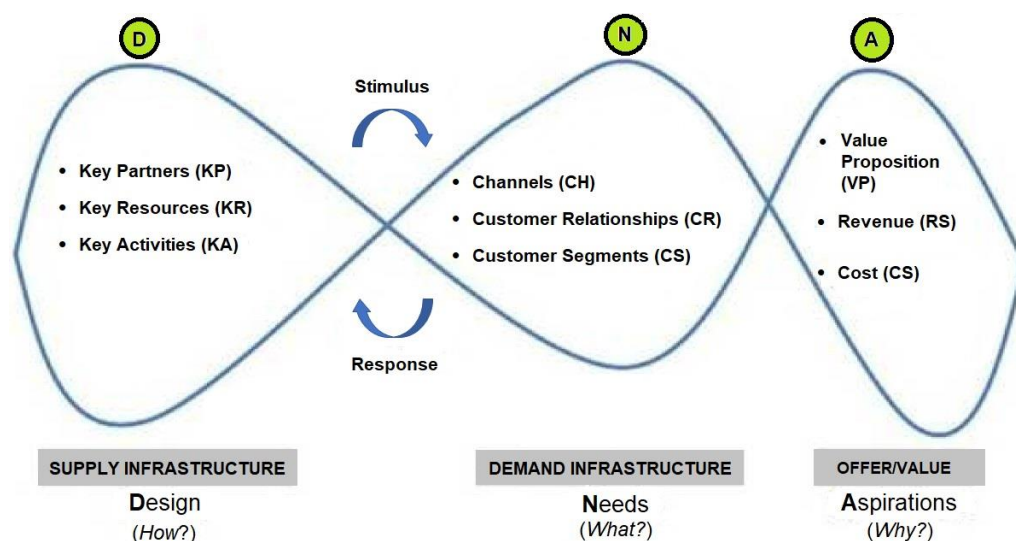 D
N
A
Stimulus
• Key Partners (KP)
• Key Resources (KR)
• Key Activities (KA)
• Channels (CH)
• Customer Relationships (CR)
• Customer Segments (CS)
• Value
Proposition
(VP)
• Revenue (RS)
• Cost (CS)
Response
SUPPLY INFRASTRUCTURE
Design
(How?)
DEMAND INFRASTRUCTURE
Needs
(What?)
OFFER/VALUE
Aspirations
(Why?)